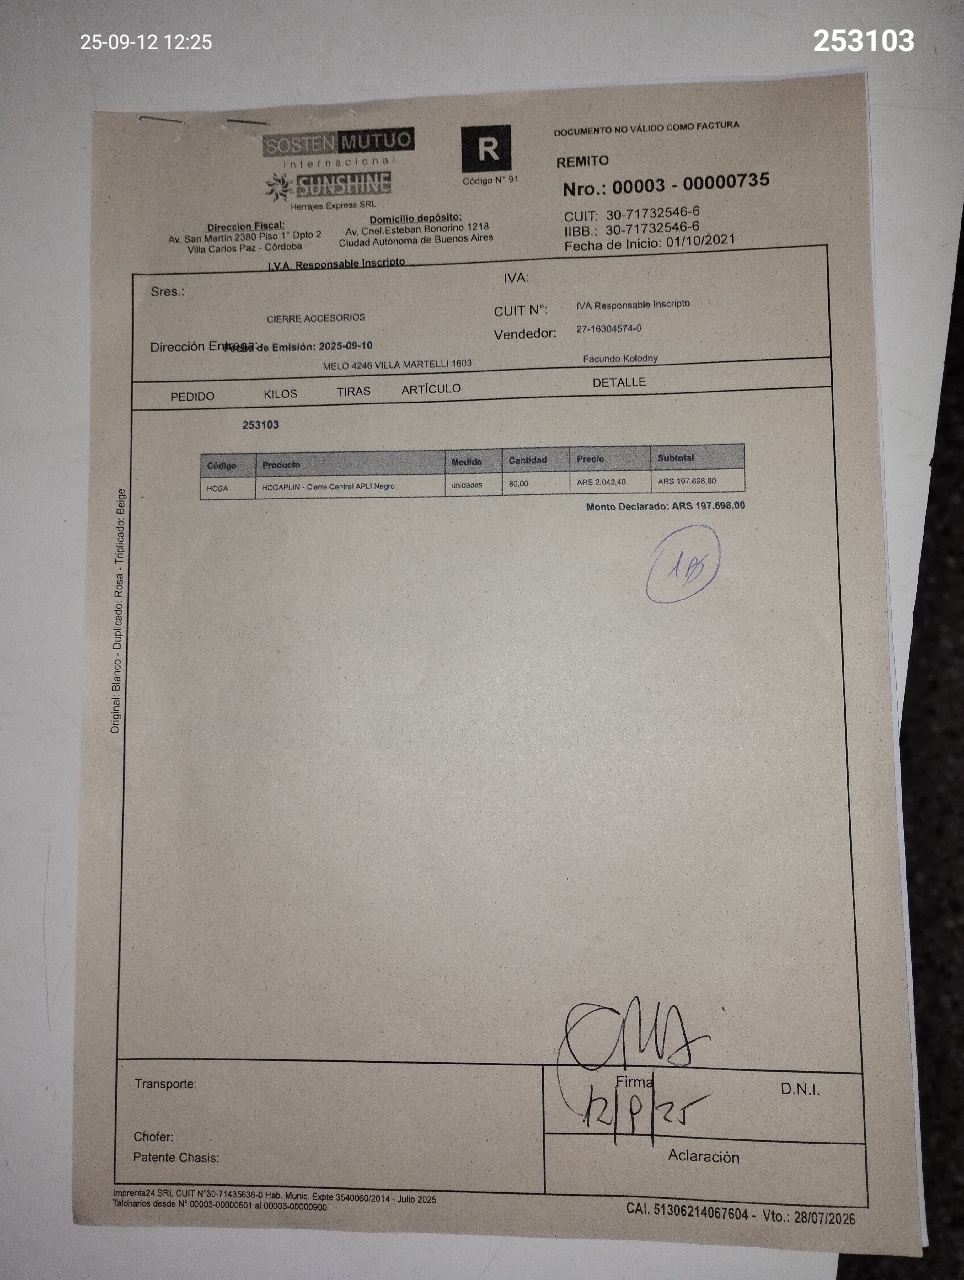 25-09-12 12:25
253103
SOSTEN MUTUO
internacional
SUNSHINE
Herrajes Express SRL
R
Código N° 91
DOCUMENTO NO VÁLIDO COMO FACTURA
REMITO
Nro.: 00003 - 00000735
CUIT: 30-71732546-6
IIBB.: 30-71732546-6
Fecha de Inicio: 01/10/2021
Direccion Fiscal:
Av. San Martín 2380 Piso 1° Dpto 2
Villa Carlos Paz - Córdoba
Domicilio depósito:
Av. Cnel.Esteban Bonorino 1218
Ciudad Autónoma de Buenos Aires
I.V.A. Responsable Inscripto
Sres.:
IVA:
CIERRE ACCESORIOS
CUIT N°:
IVA Responsable Inscripto
Vendedor:
27-16304574-0
Dirección Entrega:
Fecha de Emisión: 2025-09-10
MELO 4246 VILLA MARTELLI 1603
Facundo Kolodny
PEDIDO KILOS TIRAS ARTÍCULO DETALLE
253103
Código Producto Medida Cantidad Precio Subtotal
HCGA HCGAPLIN - Cierre Central APLI Negro unidades 80,00 ARS 2.042,40 ARS 197.698,80
Monto Declarado: ARS 197.698,00
Original: Blanco - Duplicado: Rosa - Triplicado: Beige
Transporte:
Chofer:
Patente Chasis:
Firma
D.N.I.
12/9/25
Aclaración
Imprenta24 SRL CUIT N°30-71435636-0 Hab. Munic. Expte 3540060/2014 - Julio 2025
Talonarios desde N° 00003-00000601 al 00003-00000900
CAI. 51306214067604 - Vto.: 28/07/2026